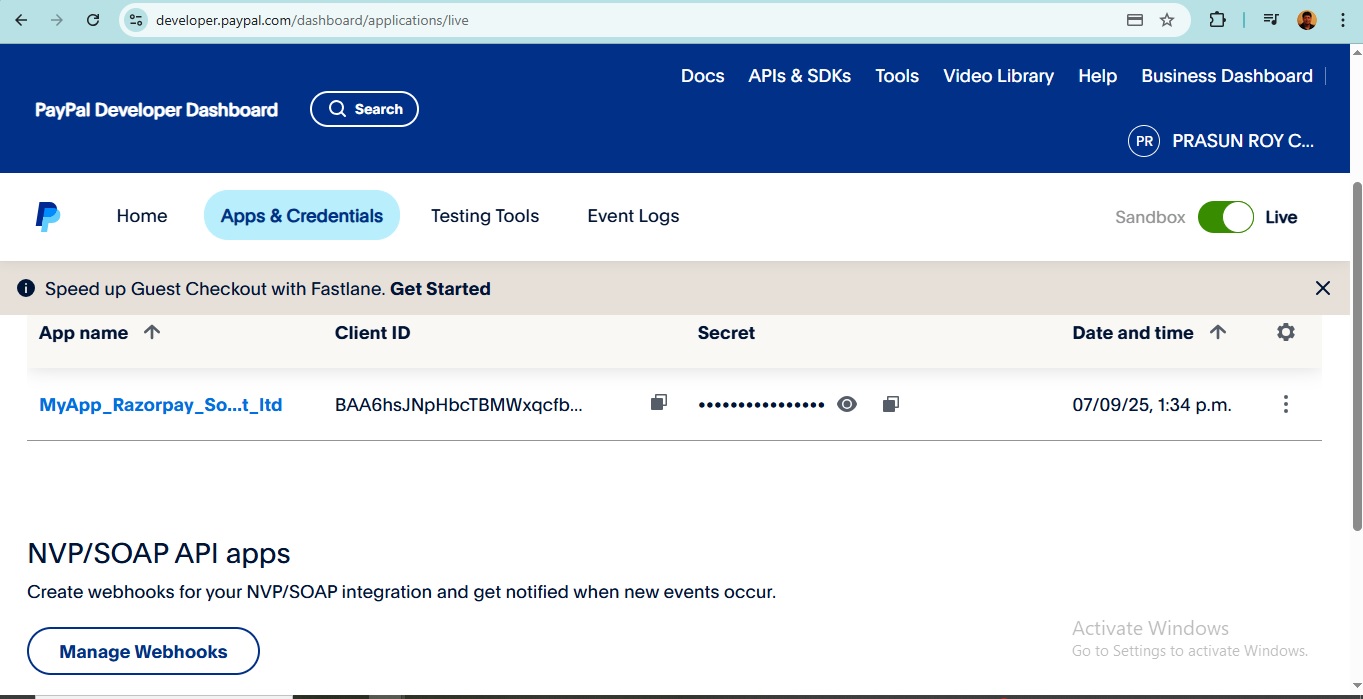 developer.paypal.com/dashboard/applications/live
Docs APIs & SDKs Tools Video Library Help Business Dashboard
PayPal Developer Dashboard Search
PR PRASUN ROY C...
Home Apps & Credentials Testing Tools Event Logs Sandbox Live
Speed up Guest Checkout with Fastlane. Get Started
App name Client ID Secret Date and time
MyApp_Razorpay_So...t_ltd BAA6hsJNpHbcTBMWxqcfb... •••••••••••••••• 07/09/25, 1:34 p.m.
NVP/SOAP API apps
Create webhooks for your NVP/SOAP integration and get notified when new events occur.
Manage Webhooks
Activate Windows
Go to Settings to activate Windows.